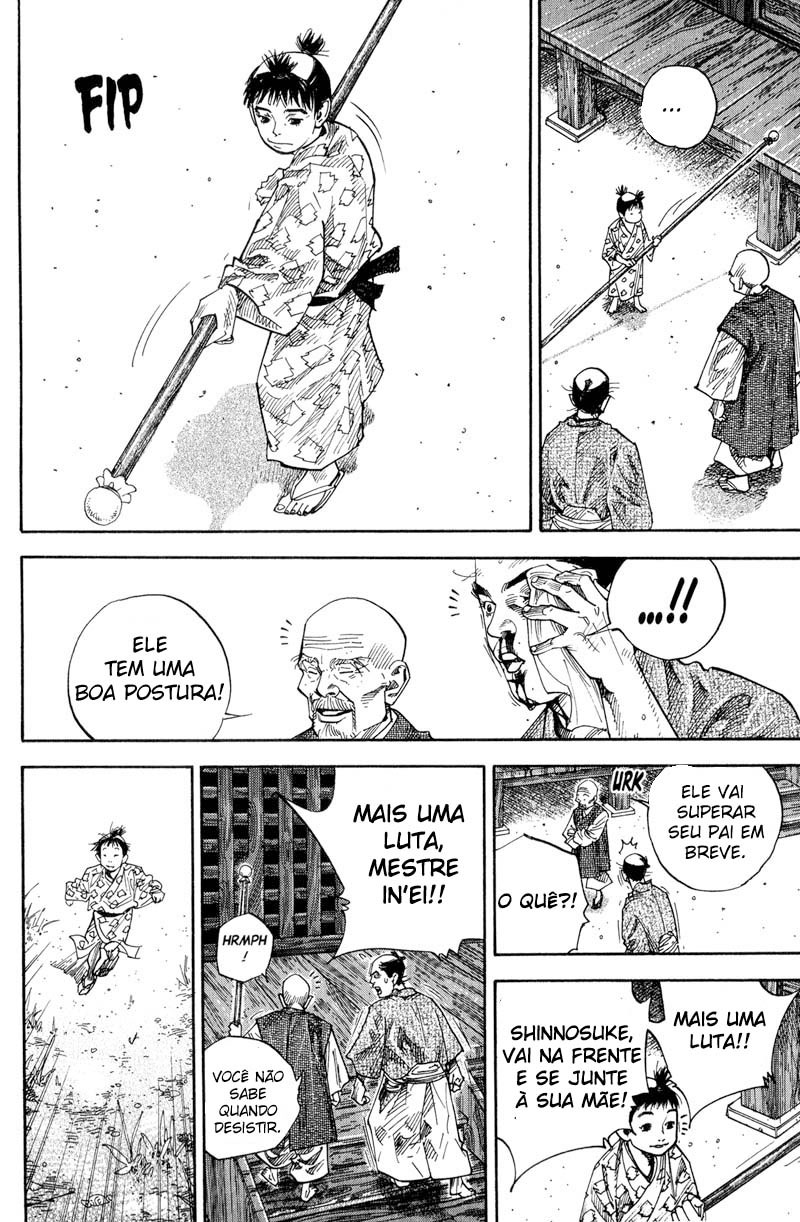 ...
FIP
...!!
ELE
TEM UMA
BOA POSTURA!
URK
ELE VAI
SUPERAR
SEU PAI EM
BREVE.
O QUÊ?!
MAIS UMA
LUTA,
MESTRE
IN'EI!!
HRMPH
!
VOCÊ NÃO
SABE
QUANDO
DESISTIR.
MAIS UMA
LUTA!!
SHINNOSUKE,
VAI NA FRENTE
E SE JUNTE
À SUA MÃE!